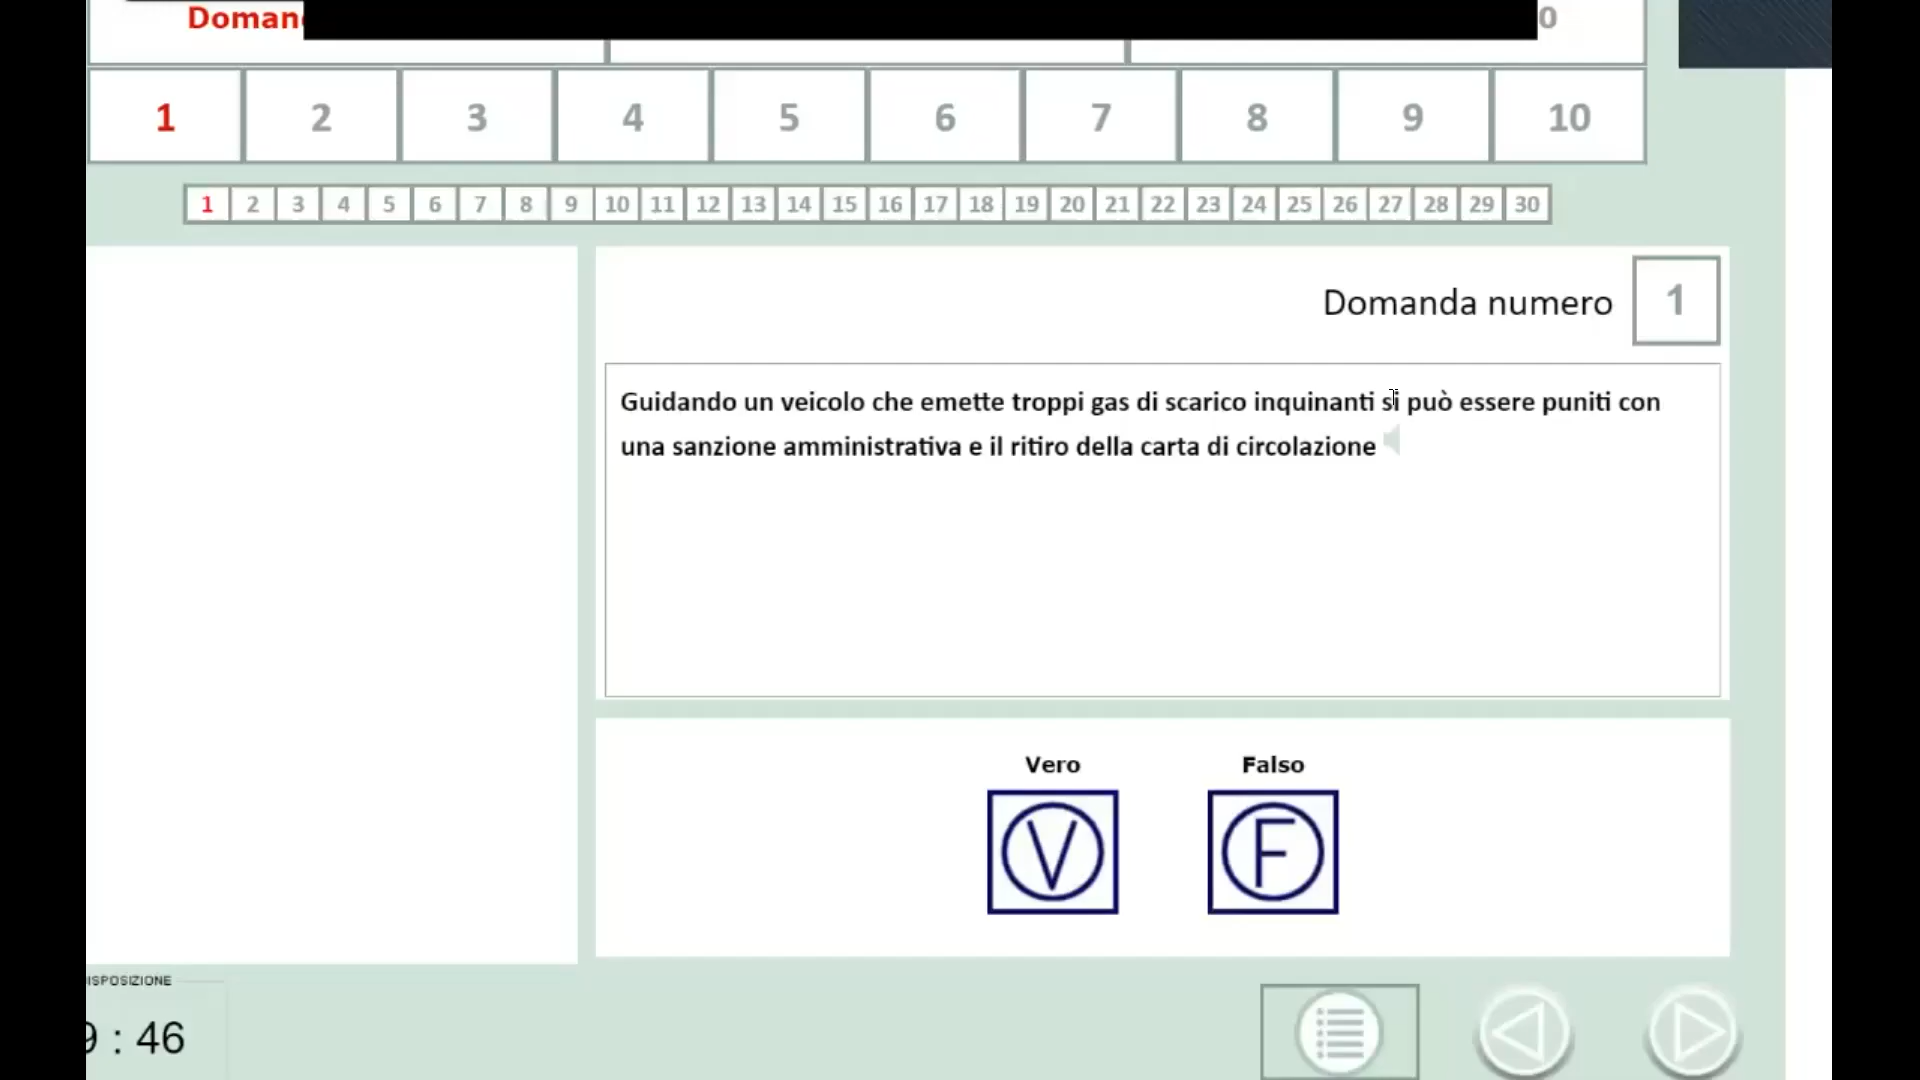 0
1 2 3 4 5 6 7 8 9 10
1 2 3 4 5 6 7 8 9 10 11 12 13 14 15 16 17 18 19 20 21 22 23 24 25 26 27 28 29 30
Domanda numero 1
Guidando un veicolo che emette troppi gas di scarico inquinanti si può essere puniti con
una sanzione amministrativa e il ritiro della carta di circolazione
Vero Falso
V F
: 46